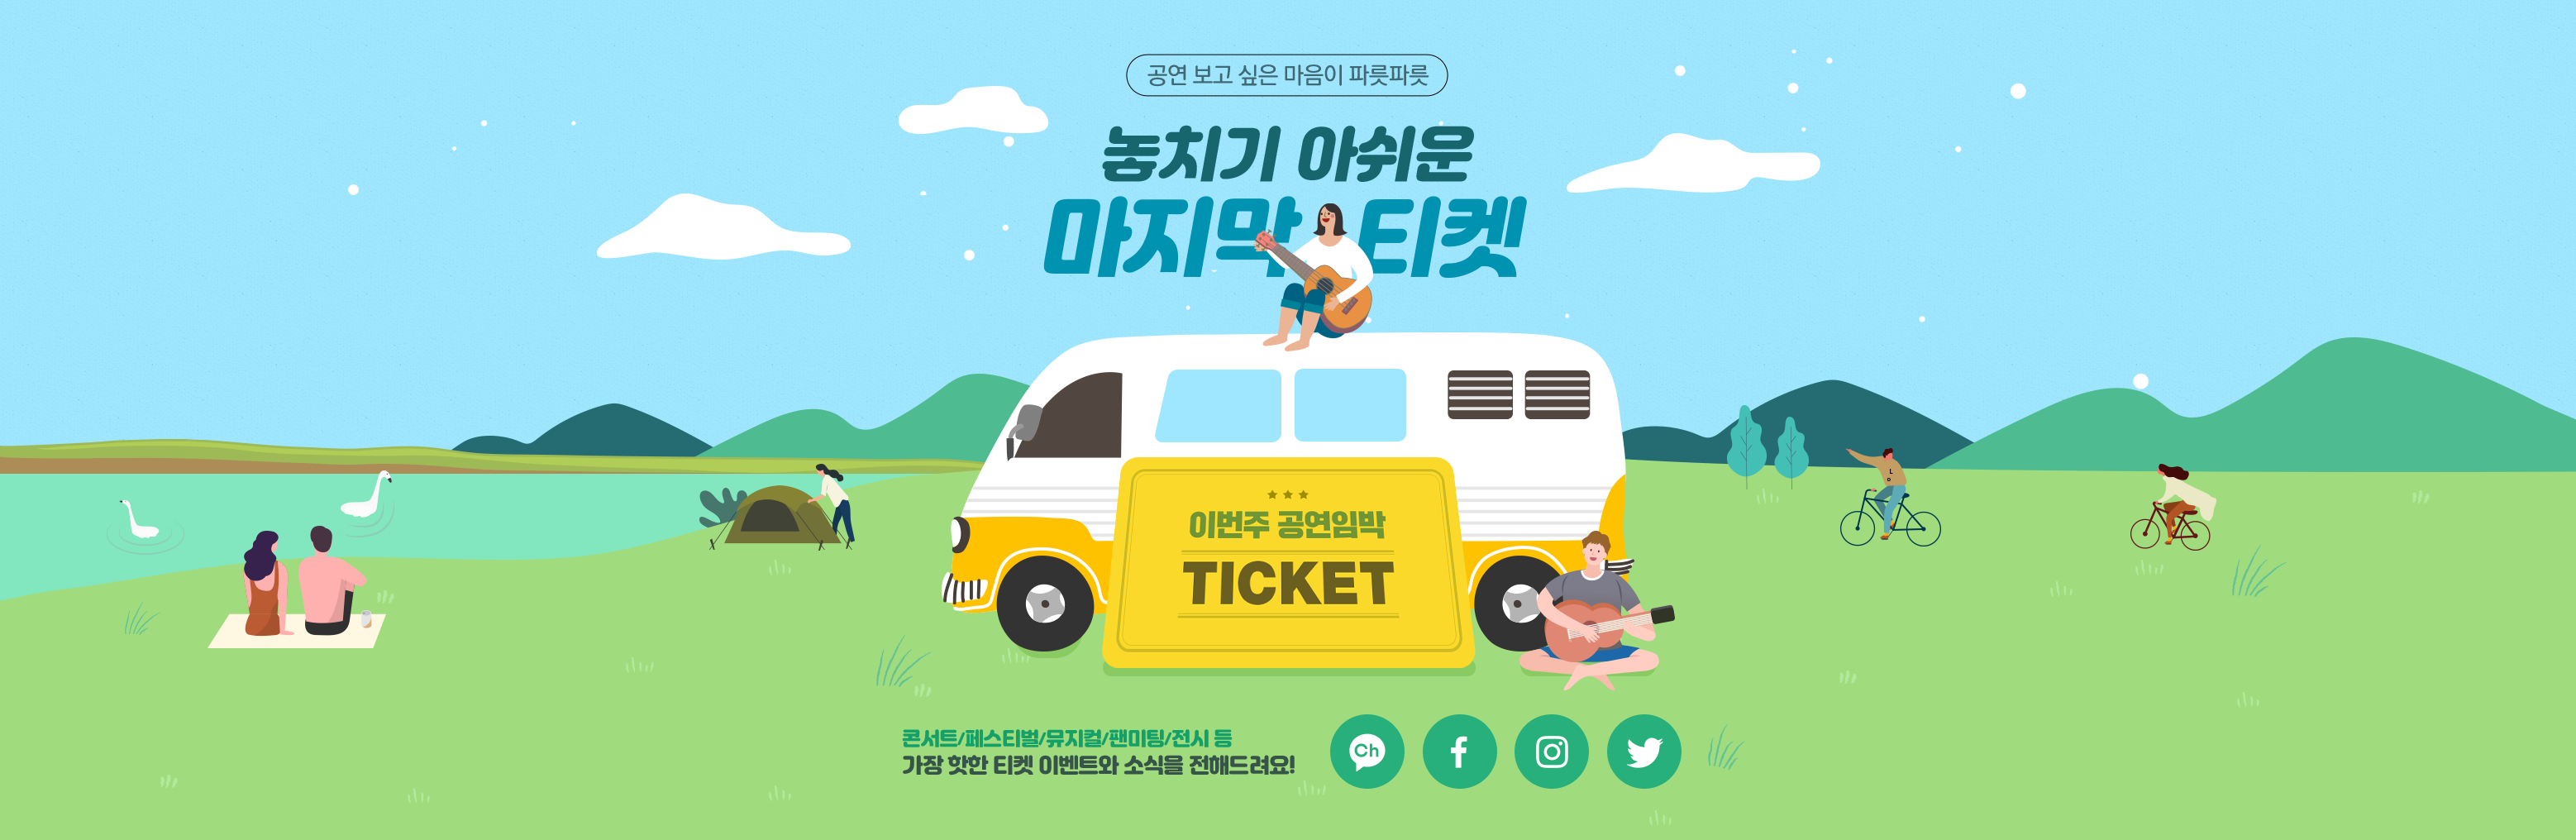 공연 보고 싶은 마음이 파릇파릇
놓치기 아쉬운
마지막 티켓
이번주 공연임박
TICKET
L
콘서트/페스티벌/뮤지컬/팬미팅/전시 등
가장 핫한 티켓 이벤트와 소식을 전해드려요!
Ch